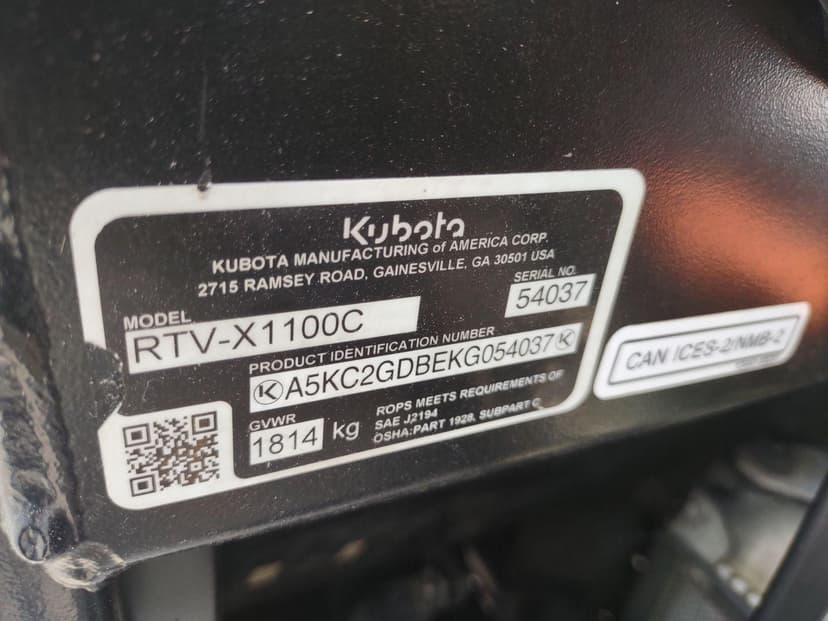 Kubota
KUBOTA MANUFACTURING of AMERICA CORP.
2715 RAMSEY ROAD, GAINESVILLE, GA 30501 USA
SERIAL NO.
54037
MODEL
RTV-X1100C
PRODUCT IDENTIFICATION NUMBER
A5KC2GDBEKG054037
GVWR
1814 kg
ROPS MEETS REQUIREMENTS OF
SAE J2194
OSHA:PART 1928, SUBPART C
CAN ICES-2/NMB-2